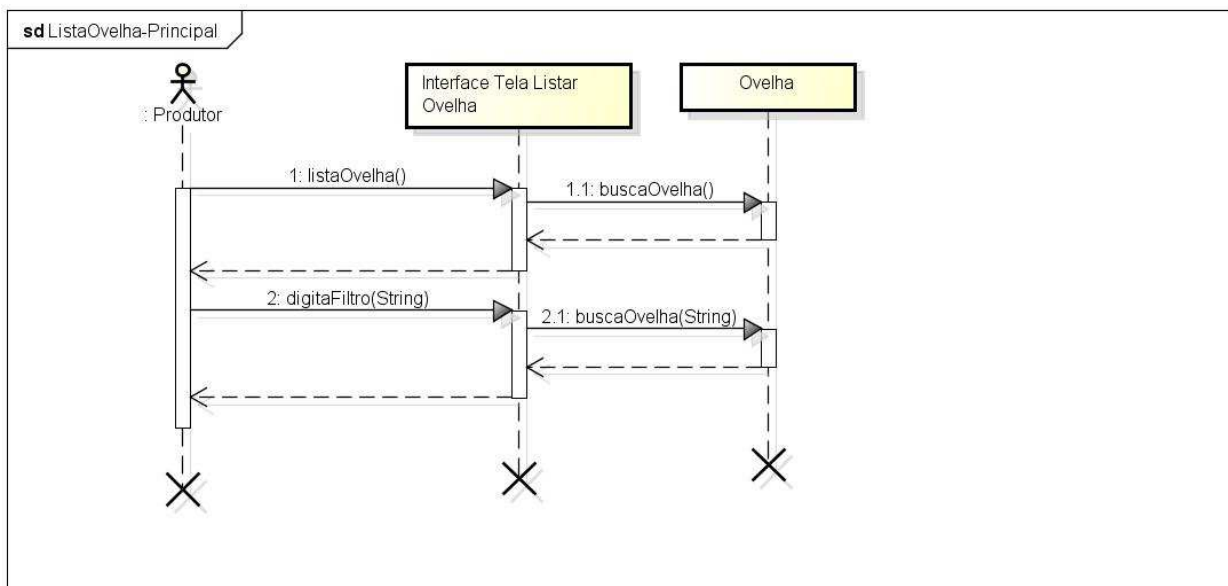 sd ListaOvelha-Principal
: Produtor
Interface Tela Listar
Ovelha
Ovelha
1: listaOvelha()
1.1: buscaOvelha()
2: digitaFiltro(String)
2.1: buscaOvelha(String)